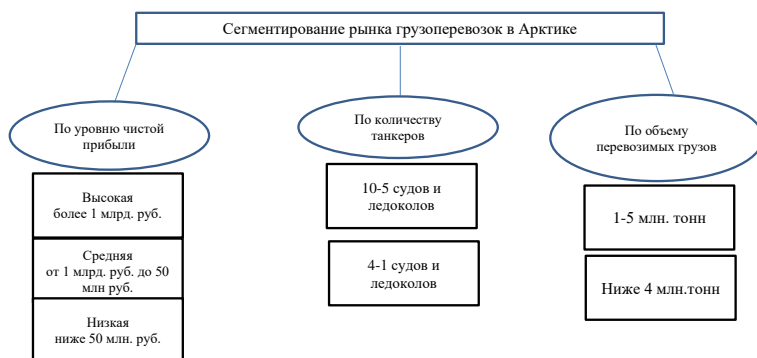 Сегментирование рынка грузоперевозок в Арктике
По уровню чистой
прибыли
Высокая
более 1 млрд. руб.
Средняя
от 1 млрд. руб. до 50
млн руб.
Низкая
ниже 50 млн. руб.
По количеству
танкеров
10-5 судов и
ледоколов
4-1 судов и
ледоколов
По объему
перевозимых грузов
1-5 млн. тонн
Ниже 4 млн.тонн